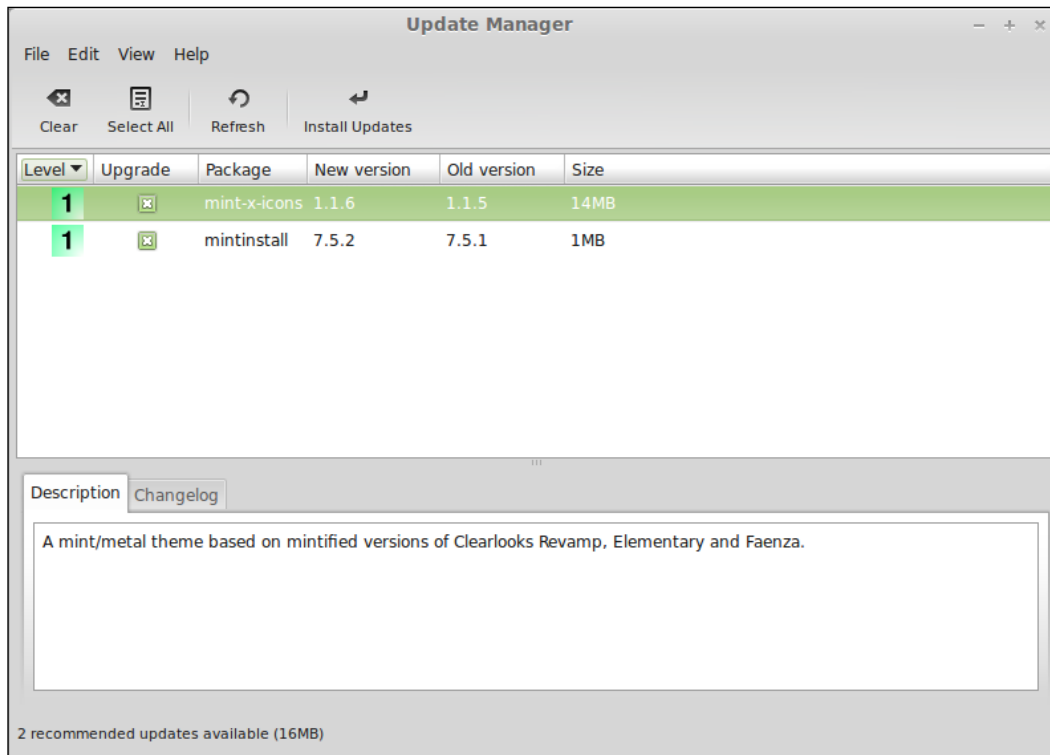 Update Manager
File Edit View Help
Clear Select All Refresh Install Updates
Level Upgrade Package New version Old version Size
1 mint-x-icons 1.1.6 1.1.5 14MB
1 mintinstall 7.5.2 7.5.1 1MB
Description Changelog
A mint/metal theme based on mintified versions of Clearlooks Revamp, Elementary and Faenza.
2 recommended updates available (16MB)